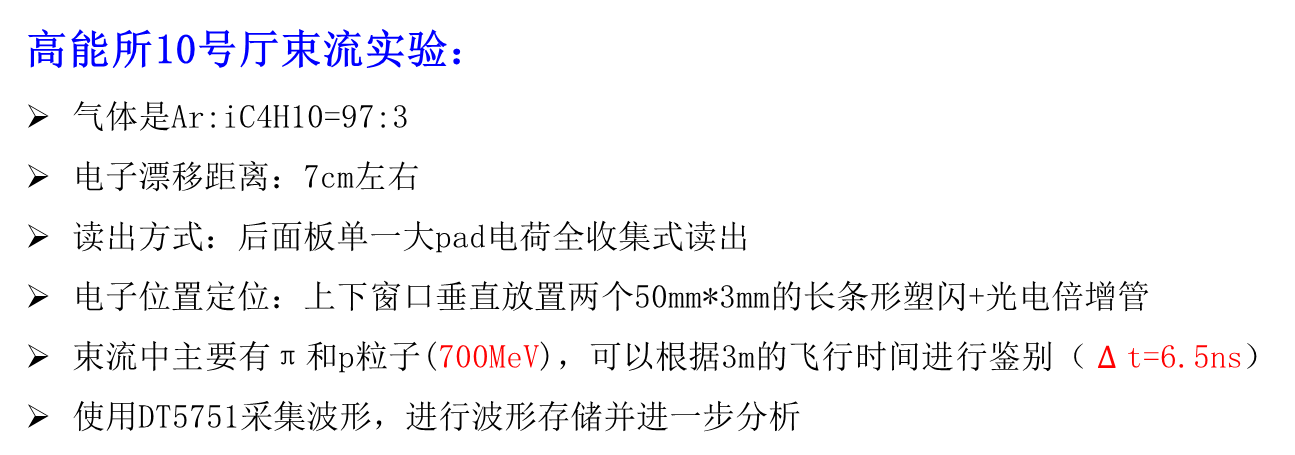 高能所10号厅束流实验：
➢ 气体是Ar:iC4H10=97:3
➢ 电子漂移距离：7cm左右
➢ 读出方式：后面板单一大pad电荷全收集式读出
➢ 电子位置定位：上下窗口垂直放置两个50mm*3mm的长条形塑闪+光电倍增管
➢ 束流中主要有π和p粒子(700MeV)，可以根据3m的飞行时间进行鉴别（Δt=6.5ns）
➢ 使用DT5751采集波形，进行波形存储并进一步分析